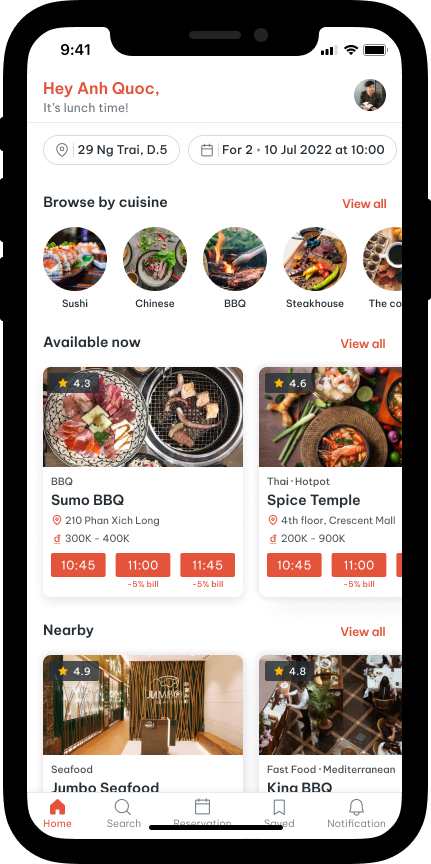 9:41
Hey Anh Quoc,
It's lunch time!
29 Ng Trai, D.5
For 2 • 10 Jul 2022 at 10:00
Browse by cuisine
View all
Sushi
Chinese
BBQ
Steakhouse
The co
Available now
View all
4.3
4.6
BBQ
Sumo BBQ
210 Phan Xich Long
₫ 300K - 400K
10:45 11:00 11:45
-5% bill -5% bill
Thai · Hotpot
Spice Temple
4th floor, Crescent Mall
₫ 200K - 900K
10:45 11:00
-5% bill
Nearby
View all
4.9
JUMBO
4.8
Seafood
Jumbo Seafood
Fast Food · Mediterranean
King BBQ
Home
Search
Reservation
Saved
Notification